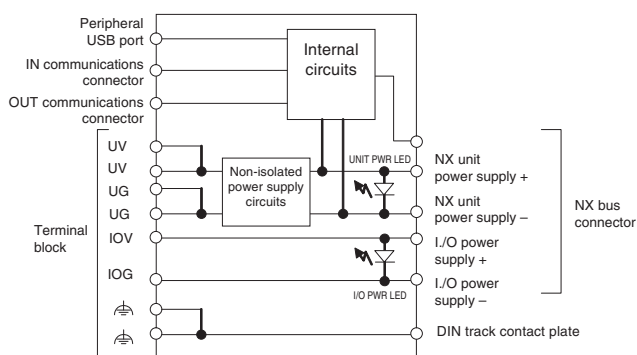 Peripheral
USB port
IN communications
connector
OUT communications
connector
Internal
circuits
UV
UV
UG
UG
IOV
IOG
Terminal
block
Non-isolated
power supply
circuits
UNIT PWR LED
I/O PWR LED
NX unit
power supply +
NX unit
power supply –
I./O power
supply +
I./O power
supply –
NX bus
connector
DIN track contact plate